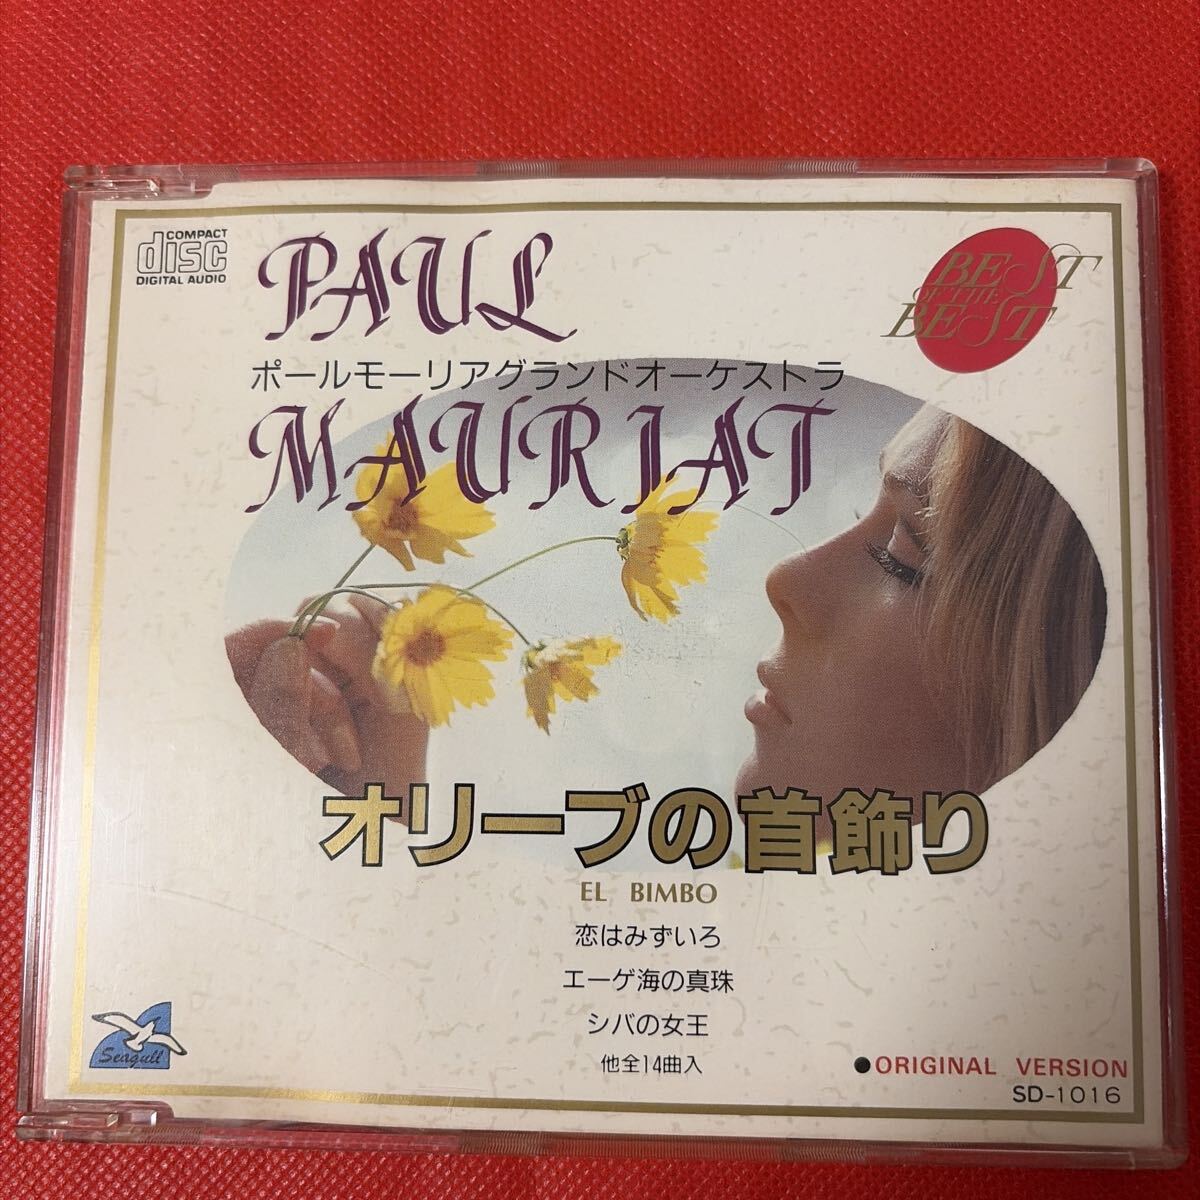 COMPACT
disc
DIGITAL AUDIO
PAUL
BEST
OF THE
BEST
ポールモーリアグランドオーケストラ
MAURIAT
オリーブの首飾り
EL BIMBO
恋はみずいろ
エーゲ海の真珠
シバの女王
他全14曲入
Seagull
●ORIGINAL VERSION
SD-1016